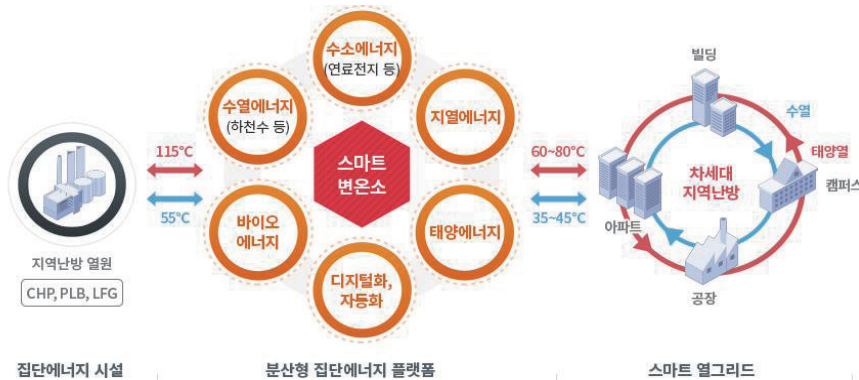 수소에너지
(연료전지 등)
수열에너지
(하천수 등)
지열에너지
스마트
변온소
바이오
에너지
태양에너지
디지털화,
자동화
115℃
55℃
지역난방 열원
CHP, PLB, LFG
60~80℃
35~45℃
빌딩
수열
태양열
차세대
지역난방
캠퍼스
아파트
공장
집단에너지 시설
분산형 집단에너지 플랫폼
스마트 열그리드